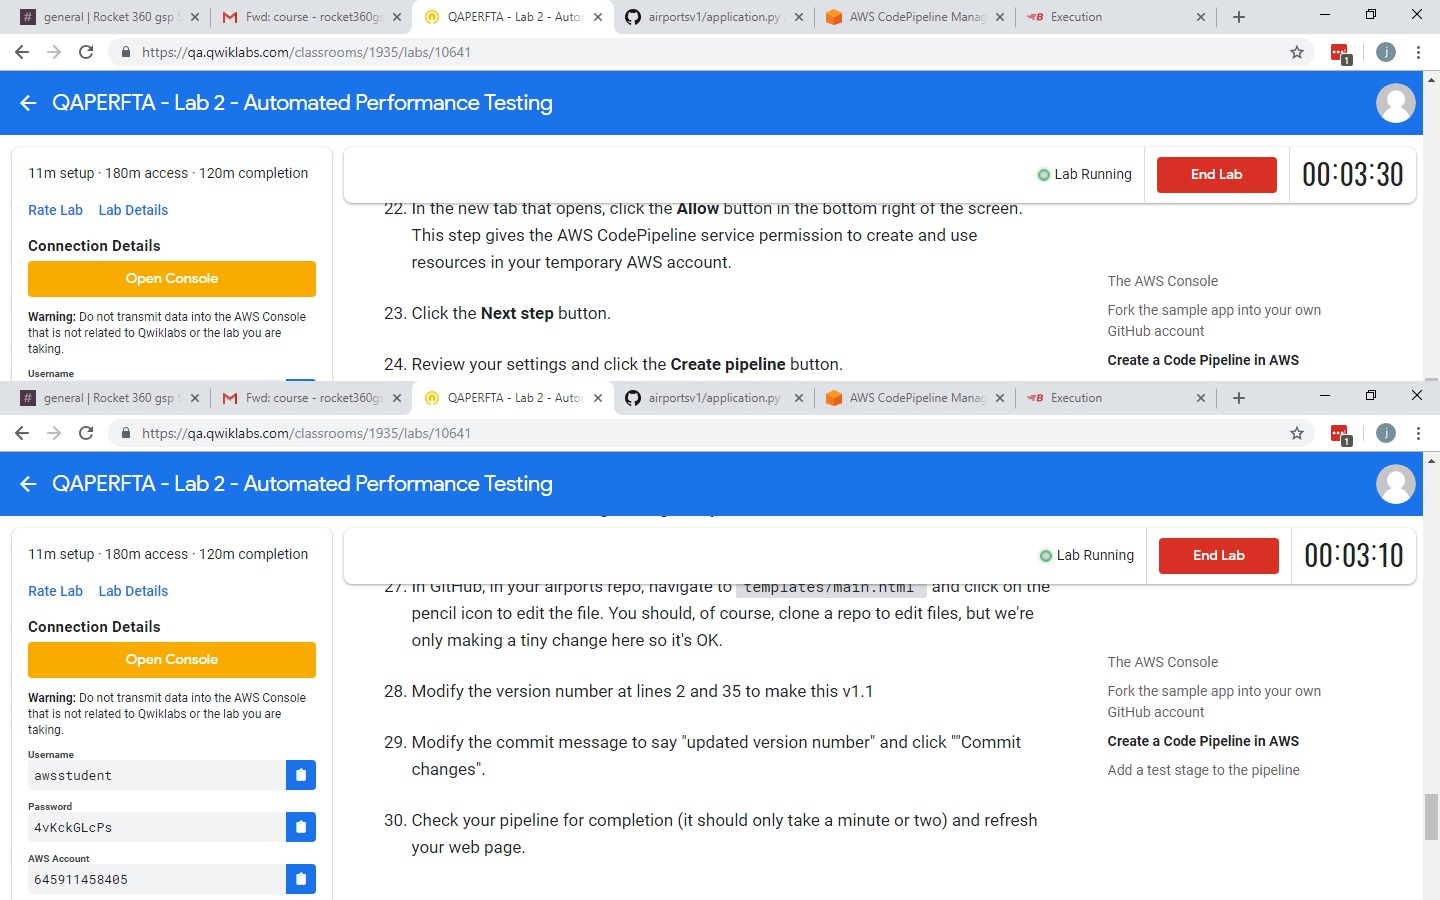 general | Rocket 360 gsp
Fwd: course - rocket360gs
QAPERFTA - Lab 2 - Auto
airportsv1/application.py
AWS CodePipeline Manag
Execution
https://qa.qwiklabs.com/classrooms/1935/labs/10641
1
j
QAPERFTA - Lab 2 - Automated Performance Testing
11m setup · 180m access · 120m completion
Rate Lab Lab Details
Connection Details
Open Console
Warning: Do not transmit data into the AWS Console
that is not related to Qwiklabs or the lab you are
taking.
Username
Lab Running
End Lab
00:03:30
22. In the new tab that opens, click the Allow button in the bottom right of the screen.
This step gives the AWS CodePipeline service permission to create and use
resources in your temporary AWS account.
23. Click the Next step button.
24. Review your settings and click the Create pipeline button.
The AWS Console
Fork the sample app into your own
GitHub account
Create a Code Pipeline in AWS
general | Rocket 360 gsp
Fwd: course - rocket360gs
QAPERFTA - Lab 2 - Auto
airportsv1/application.py
AWS CodePipeline Manag
Execution
https://qa.qwiklabs.com/classrooms/1935/labs/10641
1
j
QAPERFTA - Lab 2 - Automated Performance Testing
11m setup · 180m access · 120m completion
Rate Lab Lab Details
Connection Details
Open Console
Warning: Do not transmit data into the AWS Console
that is not related to Qwiklabs or the lab you are
taking.
Username
awsstudent
Password
4vKckGLcPs
AWS Account
645911458405
Lab Running
End Lab
00:03:10
27. In GitHub, in your airports repo, navigate to templates/main.html and click on the
pencil icon to edit the file. You should, of course, clone a repo to edit files, but we're
only making a tiny change here so it's OK.
28. Modify the version number at lines 2 and 35 to make this v1.1
29. Modify the commit message to say "updated version number" and click ""Commit
changes".
30. Check your pipeline for completion (it should only take a minute or two) and refresh
your web page.
The AWS Console
Fork the sample app into your own
GitHub account
Create a Code Pipeline in AWS
Add a test stage to the pipeline